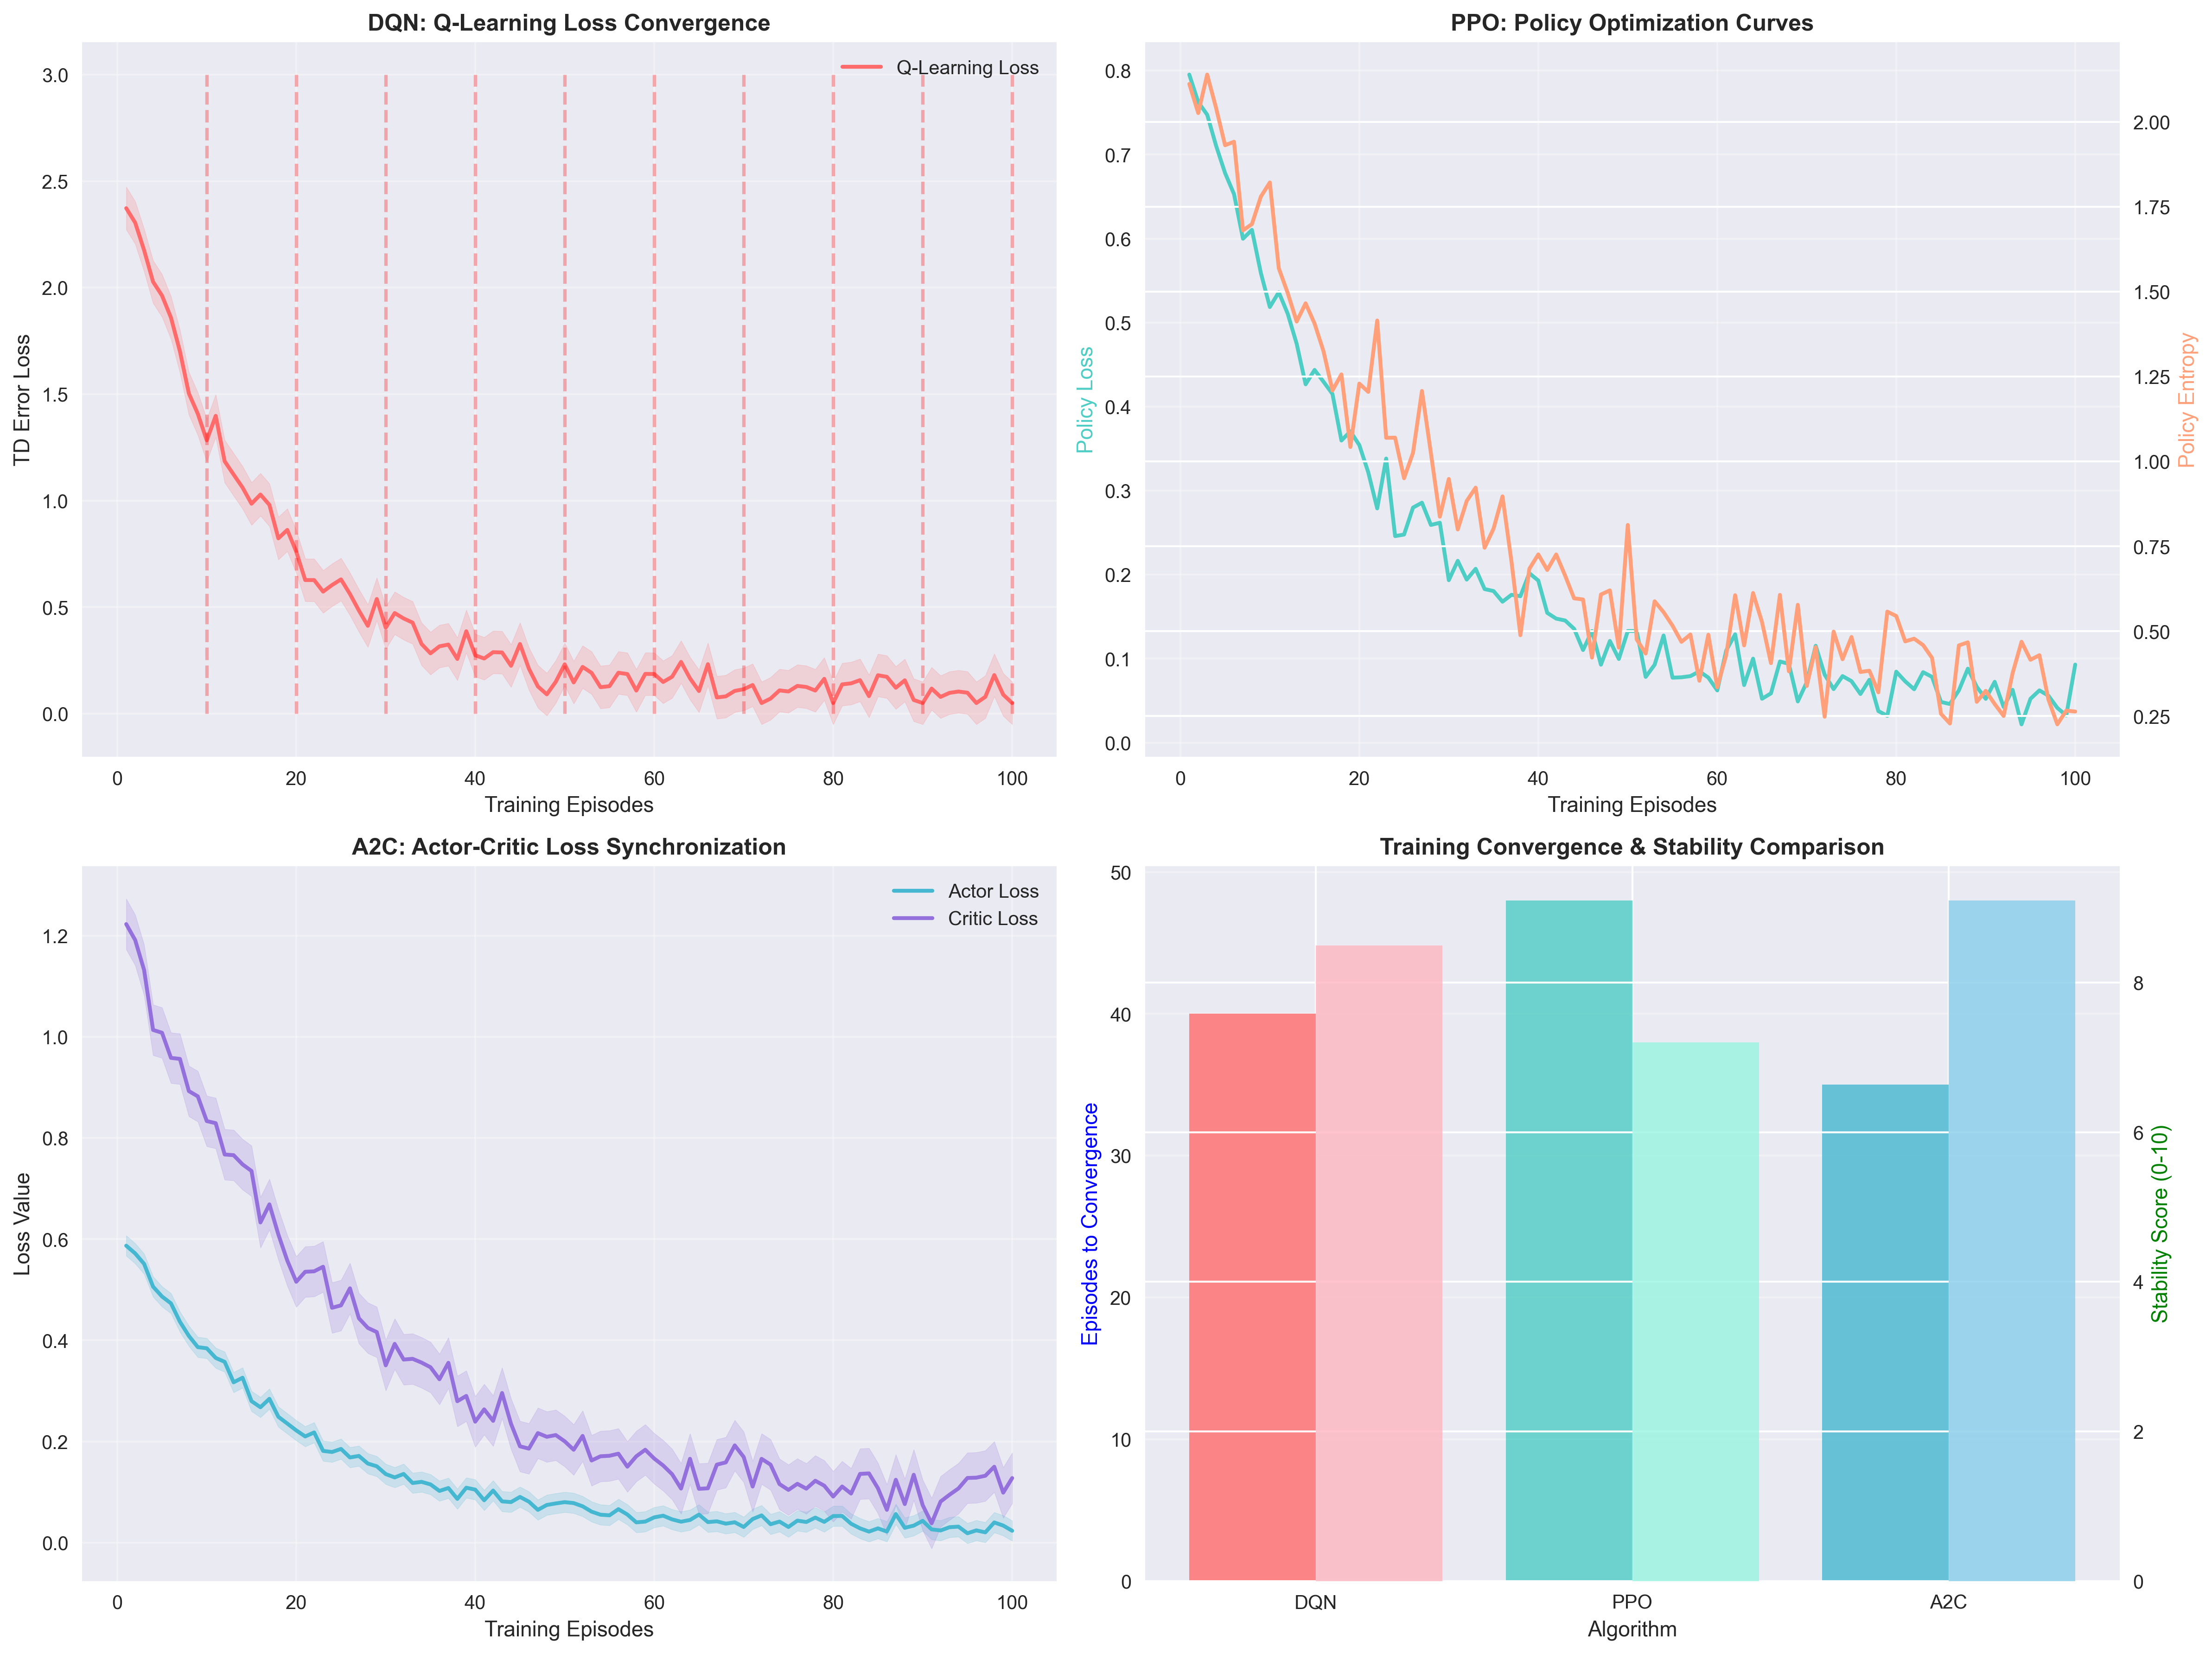 DQN: Q-Learning Loss Convergence
Q-Learning Loss
TD Error Loss
3.0
2.5
2.0
1.5
1.0
0.5
0.0
0 20 40 60 80 100
Training Episodes
PPO: Policy Optimization Curves
Policy Loss
0.8
0.7
0.6
0.5
0.4
0.3
0.2
0.1
0.0
2.00
1.75
1.50
1.25
1.00
0.75
0.50
0.25
Policy Entropy
0 20 40 60 80 100
Training Episodes
A2C: Actor-Critic Loss Synchronization
Actor Loss
Critic Loss
Loss Value
1.2
1.0
0.8
0.6
0.4
0.2
0.0
0 20 40 60 80 100
Training Episodes
Training Convergence & Stability Comparison
Episodes to Convergence
50
40
30
20
10
0
8
6
4
2
0
Stability Score (0-10)
DQN PPO A2C
Algorithm